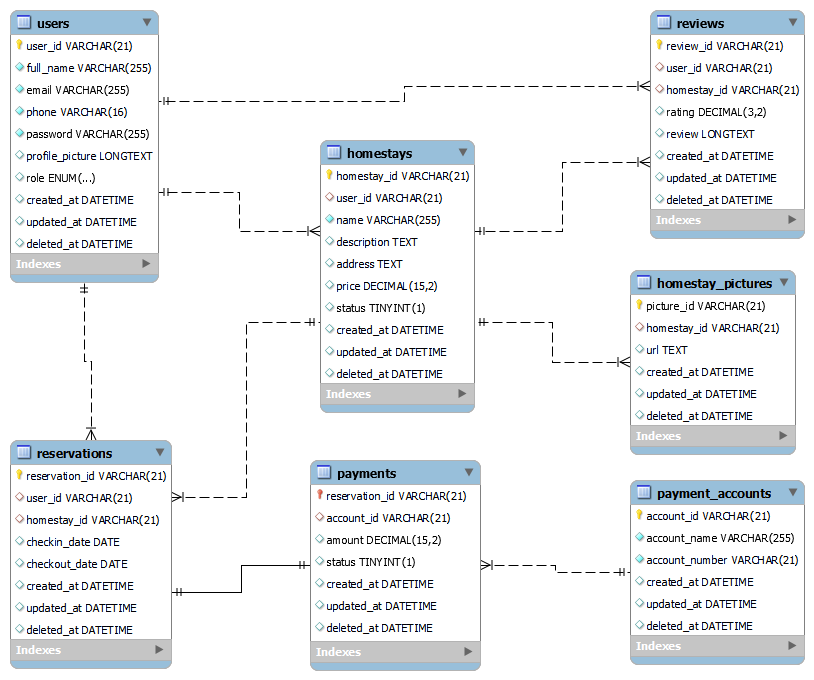 users
user_id VARCHAR(21)
full_name VARCHAR(255)
email VARCHAR(255)
phone VARCHAR(16)
password VARCHAR(255)
profile_picture LONGTEXT
role ENUM(...)
created_at DATETIME
updated_at DATETIME
deleted_at DATETIME
Indexes
reviews
review_id VARCHAR(21)
user_id VARCHAR(21)
homestay_id VARCHAR(21)
rating DECIMAL(3,2)
review LONGTEXT
created_at DATETIME
updated_at DATETIME
deleted_at DATETIME
Indexes
homestays
homestay_id VARCHAR(21)
user_id VARCHAR(21)
name VARCHAR(255)
description TEXT
address TEXT
price DECIMAL(15,2)
status TINYINT(1)
created_at DATETIME
updated_at DATETIME
deleted_at DATETIME
Indexes
homestay_pictures
picture_id VARCHAR(21)
homestay_id VARCHAR(21)
url TEXT
created_at DATETIME
updated_at DATETIME
deleted_at DATETIME
Indexes
reservations
reservation_id VARCHAR(21)
user_id VARCHAR(21)
homestay_id VARCHAR(21)
checkin_date DATE
checkout_date DATE
created_at DATETIME
updated_at DATETIME
deleted_at DATETIME
Indexes
payments
reservation_id VARCHAR(21)
account_id VARCHAR(21)
amount DECIMAL(15,2)
status TINYINT(1)
created_at DATETIME
updated_at DATETIME
deleted_at DATETIME
Indexes
payment_accounts
account_id VARCHAR(21)
account_name VARCHAR(255)
account_number VARCHAR(21)
created_at DATETIME
updated_at DATETIME
deleted_at DATETIME
Indexes